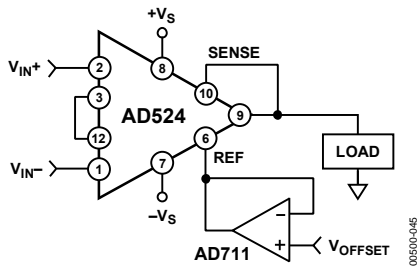 +VS
SENSE
VIN+
2
8
10
3
AD524
9
12
6
REF
LOAD
VIN–
1
7
–VS
–
+
AD711
VOFFSET
00500-045